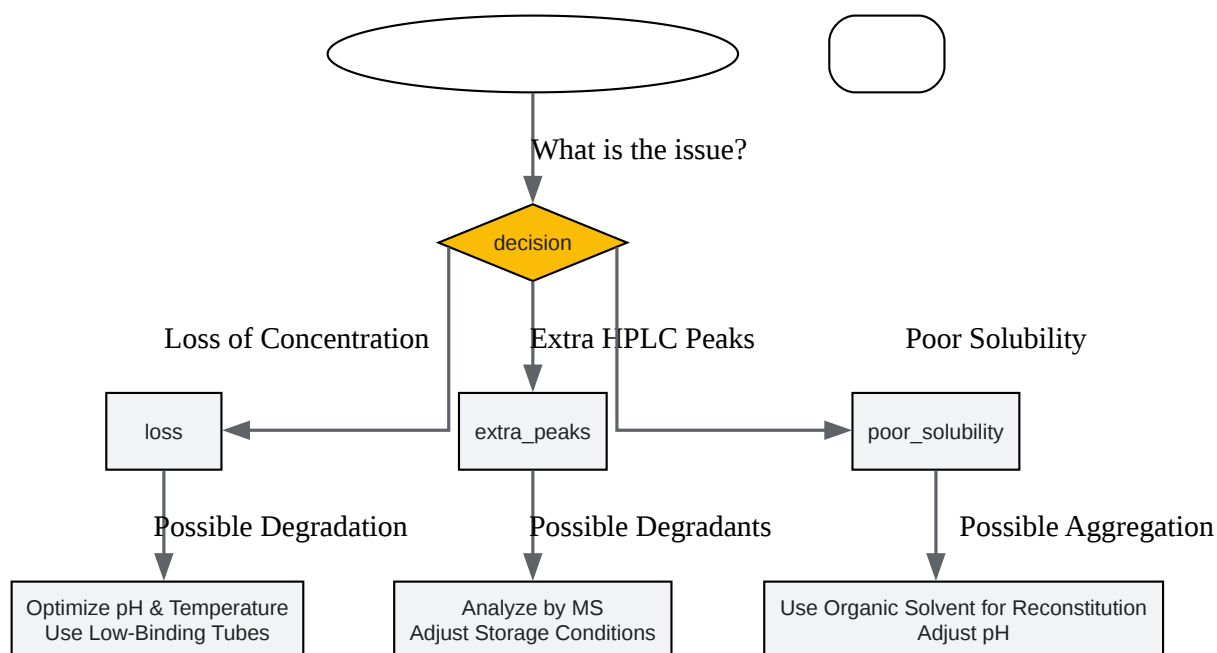 What is the issue?
decision
Loss of Concentration
Extra HPLC Peaks
Poor Solubility
loss
extra_peaks
poor_solubility
Possible Degradation
Possible Degradants
Possible Aggregation
Optimize pH & Temperature
Use Low-Binding Tubes
Analyze by MS
Adjust Storage Conditions
Use Organic Solvent for Reconstitution
Adjust pH